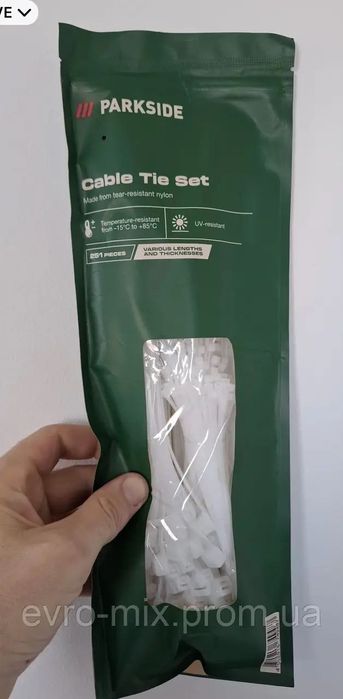 VE
PARKSIDE
Cable Tie Set
Made from tear-resistant nylon
Temperature-resistant
from -15°C to +85°C
UV-resistant
251 PIECES
VARIOUS LENGTHS
AND THICKNESSES
evro-mix.prom.ua